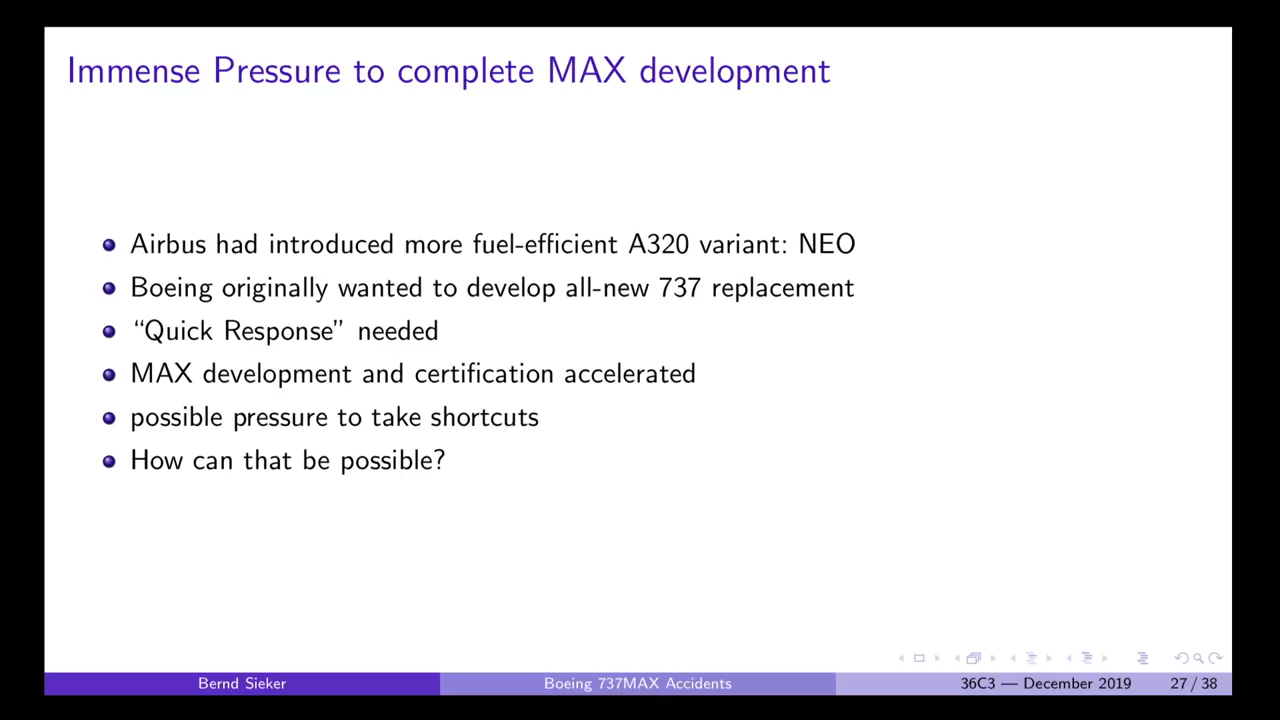 Immense Pressure to complete MAX development
Airbus had introduced more fuel-efficient A320 variant: NEO
Boeing originally wanted to develop all-new 737 replacement
“Quick Response” needed
MAX development and certification accelerated
possible pressure to take shortcuts
How can that be possible?
Bernd Sieker
Boeing 737MAX Accidents
36C3 — December 2019
27 / 38